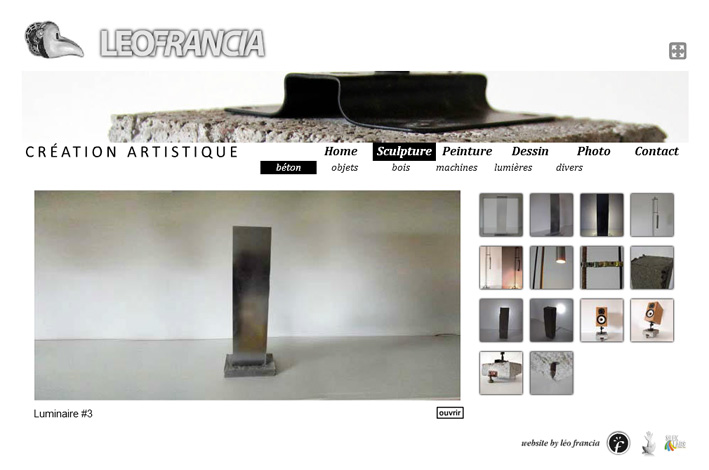 LEOFRANCIA
CRÉATION ARTISTIQUE
Home Sculpture Peinture Dessin Photo Contact
béton objets bois machines lumières divers
Luminaire #3
ouvrir
website by léo francia